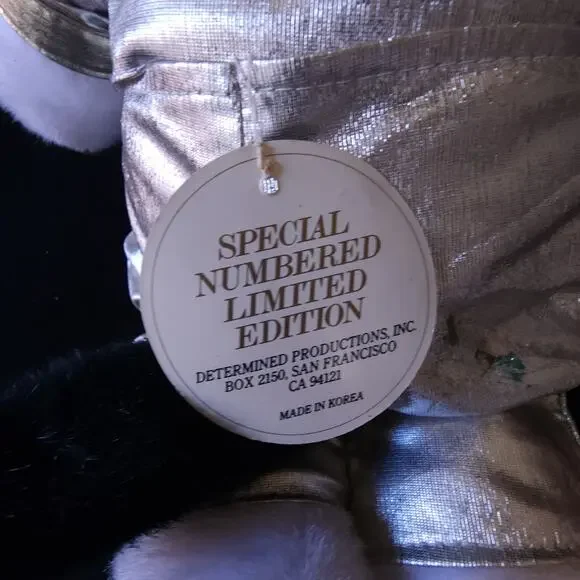 SPECIAL
NUMBERED
LIMITED
EDITION
DETERMINED PRODUCTIONS, INC.
BOX 2150, SAN FRANCISCO
CA 94121
MADE IN KOREA